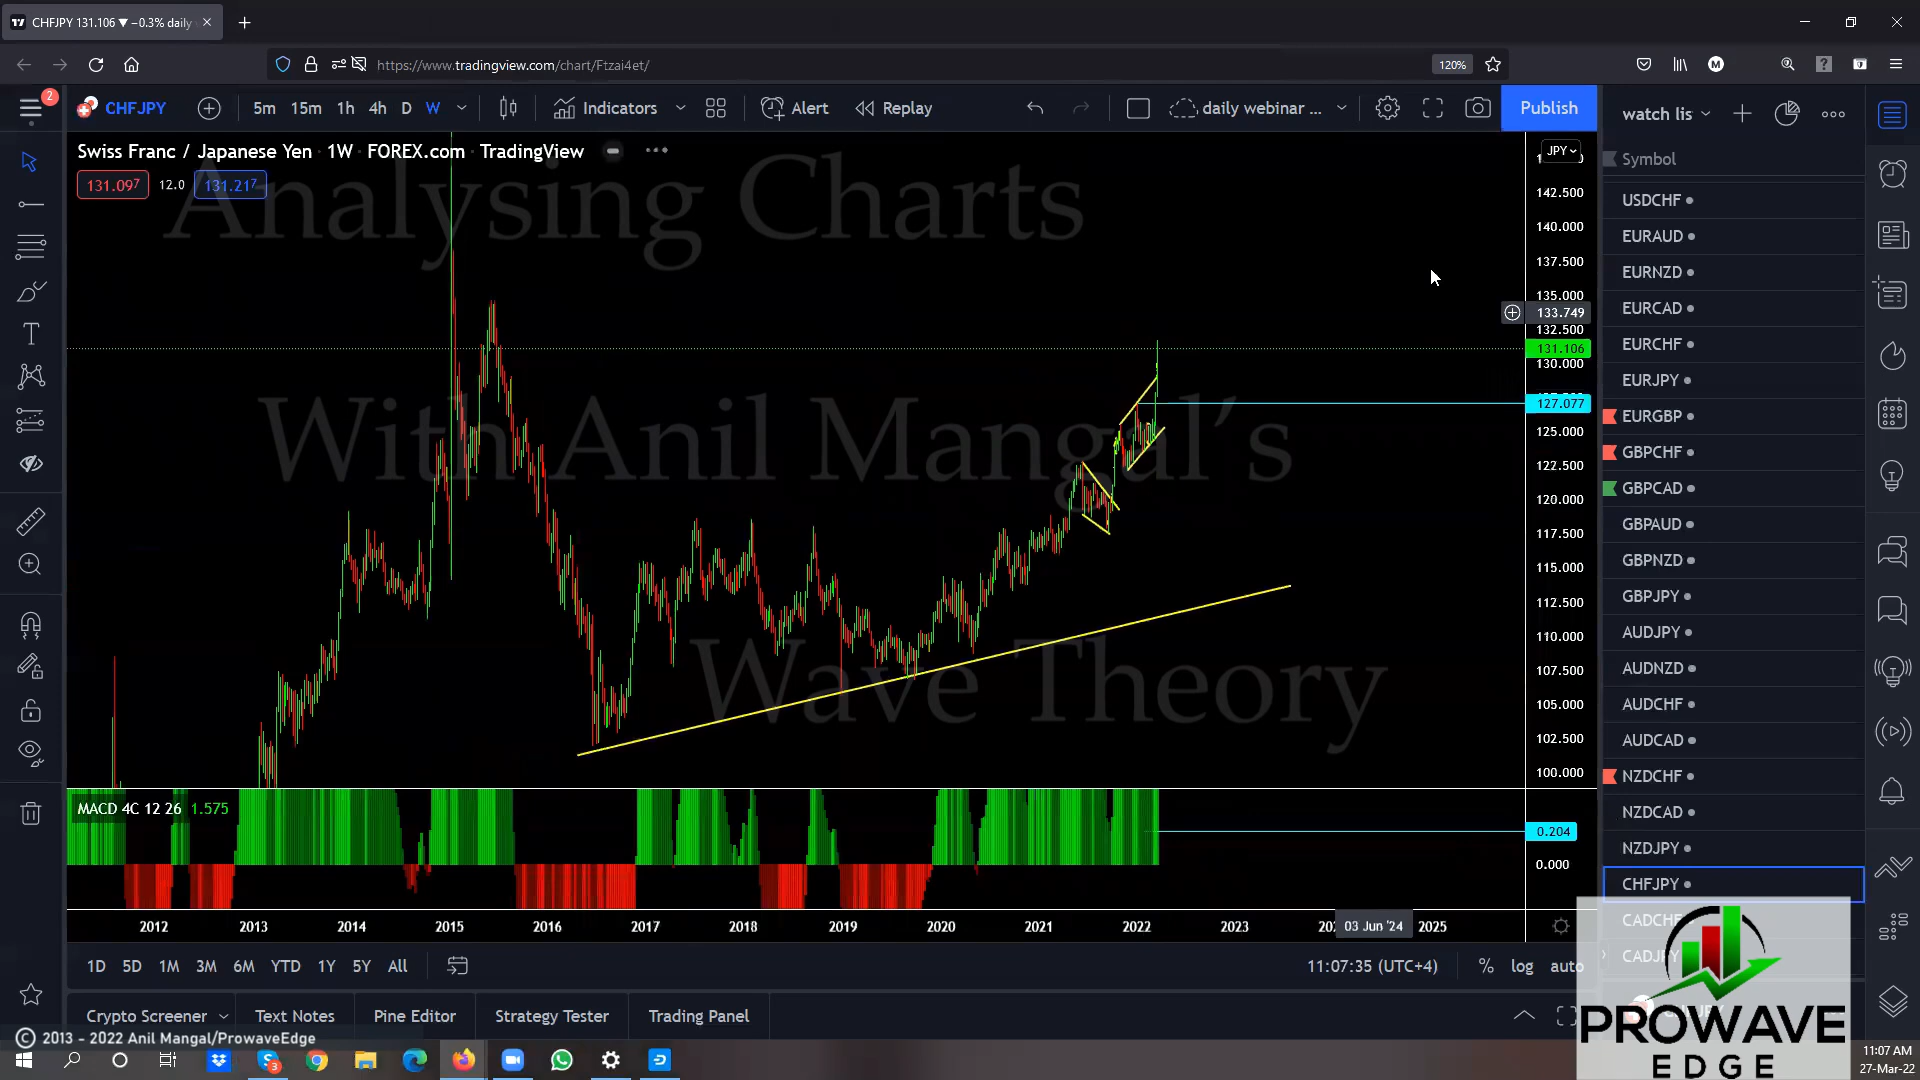 CHFJPY 131.106 ▼ −0.3% daily
https://www.tradingview.com/chart/Ftzai4et/
120%
2
CHFJPY
5m 15m 1h 4h D W
Indicators
Alert
Replay
daily webinar ...
Publish
watch lis
Swiss Franc / Japanese Yen · 1W · FOREX.com · TradingView
131.097 12.0 131.217
Analysing Charts
With Anil Mangal's
Wave Theory
JPY
142.500
140.000
137.500
135.000
133.749
132.500
131.106
130.000
127.077
125.000
122.500
120.000
117.500
115.000
112.500
110.000
107.500
105.000
102.500
100.000
MACD 4C 12 26 1.575
0.204
0.000
2012 2013 2014 2015 2016 2017 2018 2019 2020 2021 2022 2023 03 Jun '24 2025
1D 5D 1M 3M 6M YTD 1Y 5Y All
11:07:35 (UTC+4) % log auto
Crypto Screener Text Notes Pine Editor Strategy Tester Trading Panel
Symbol
USDCHF
EURAUD
EURNZD
EURCAD
EURCHF
EURJPY
EURGBP
GBPCHF
GBPCAD
GBPAUD
GBPNZD
GBPJPY
AUDJPY
AUDNZD
AUDCHF
AUDCAD
NZDCHF
NZDCAD
NZDJPY
CHFJPY
CADCHF
CADJPY
PROWAVE
EDGE
© 2013 - 2022 Anil Mangal/ProwaveEdge
3
11:07 AM
27-Mar-22